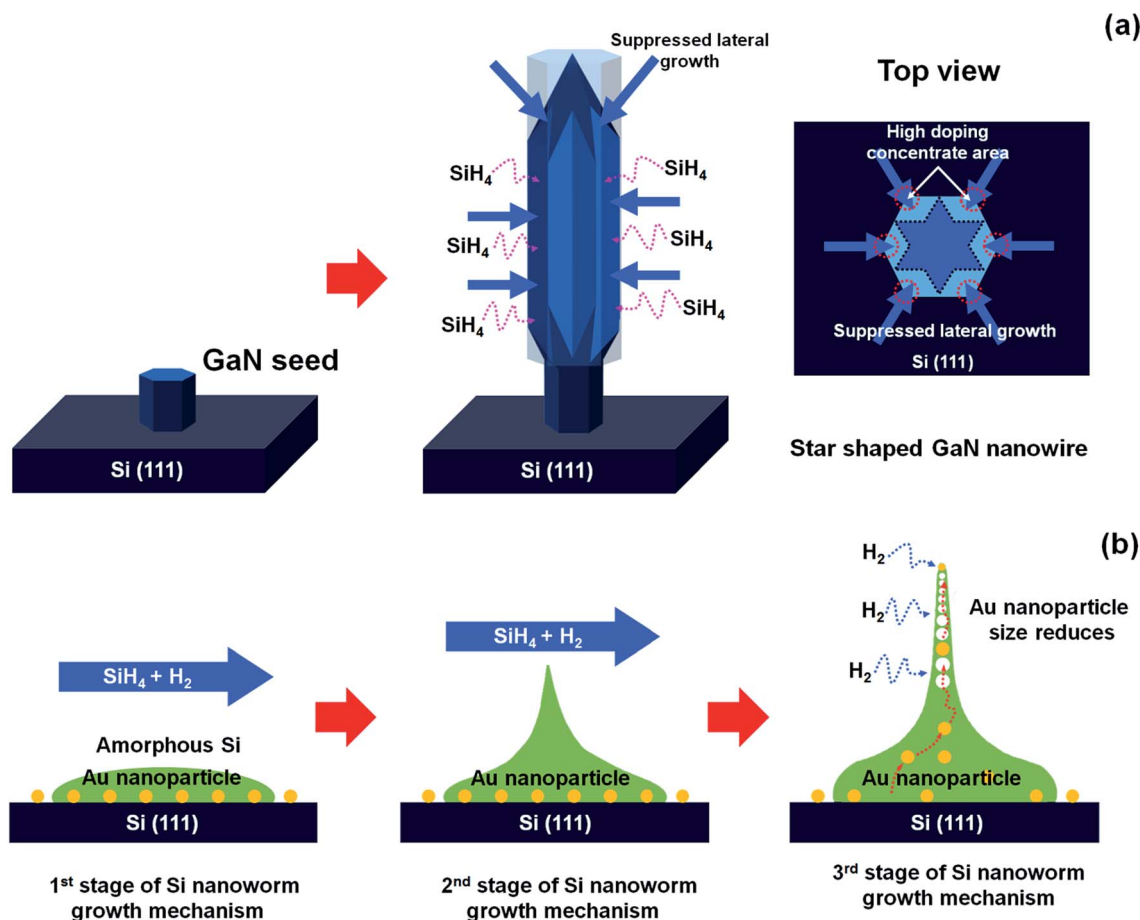 (a)
Suppressed lateral
growth
Top view
High doping
concentrate area
SiH₄
SiH₄
SiH₄
SiH₄
SiH₄
SiH₄
GaN seed
Suppressed lateral growth
Si (111)
Si (111)
Si (111)
Star shaped GaN nanowire
(b)
H₂
H₂
H₂
Au nanoparticle
size reduces
SiH₄ + H₂
SiH₄ + H₂
Amorphous Si
Au nanoparticle
Au nanoparticle
Au nanoparticle
Si (111)
Si (111)
Si (111)
1st stage of Si nanoworm
growth mechanism
2nd stage of Si nanoworm
growth mechanism
3rd stage of Si nanoworm
growth mechanism